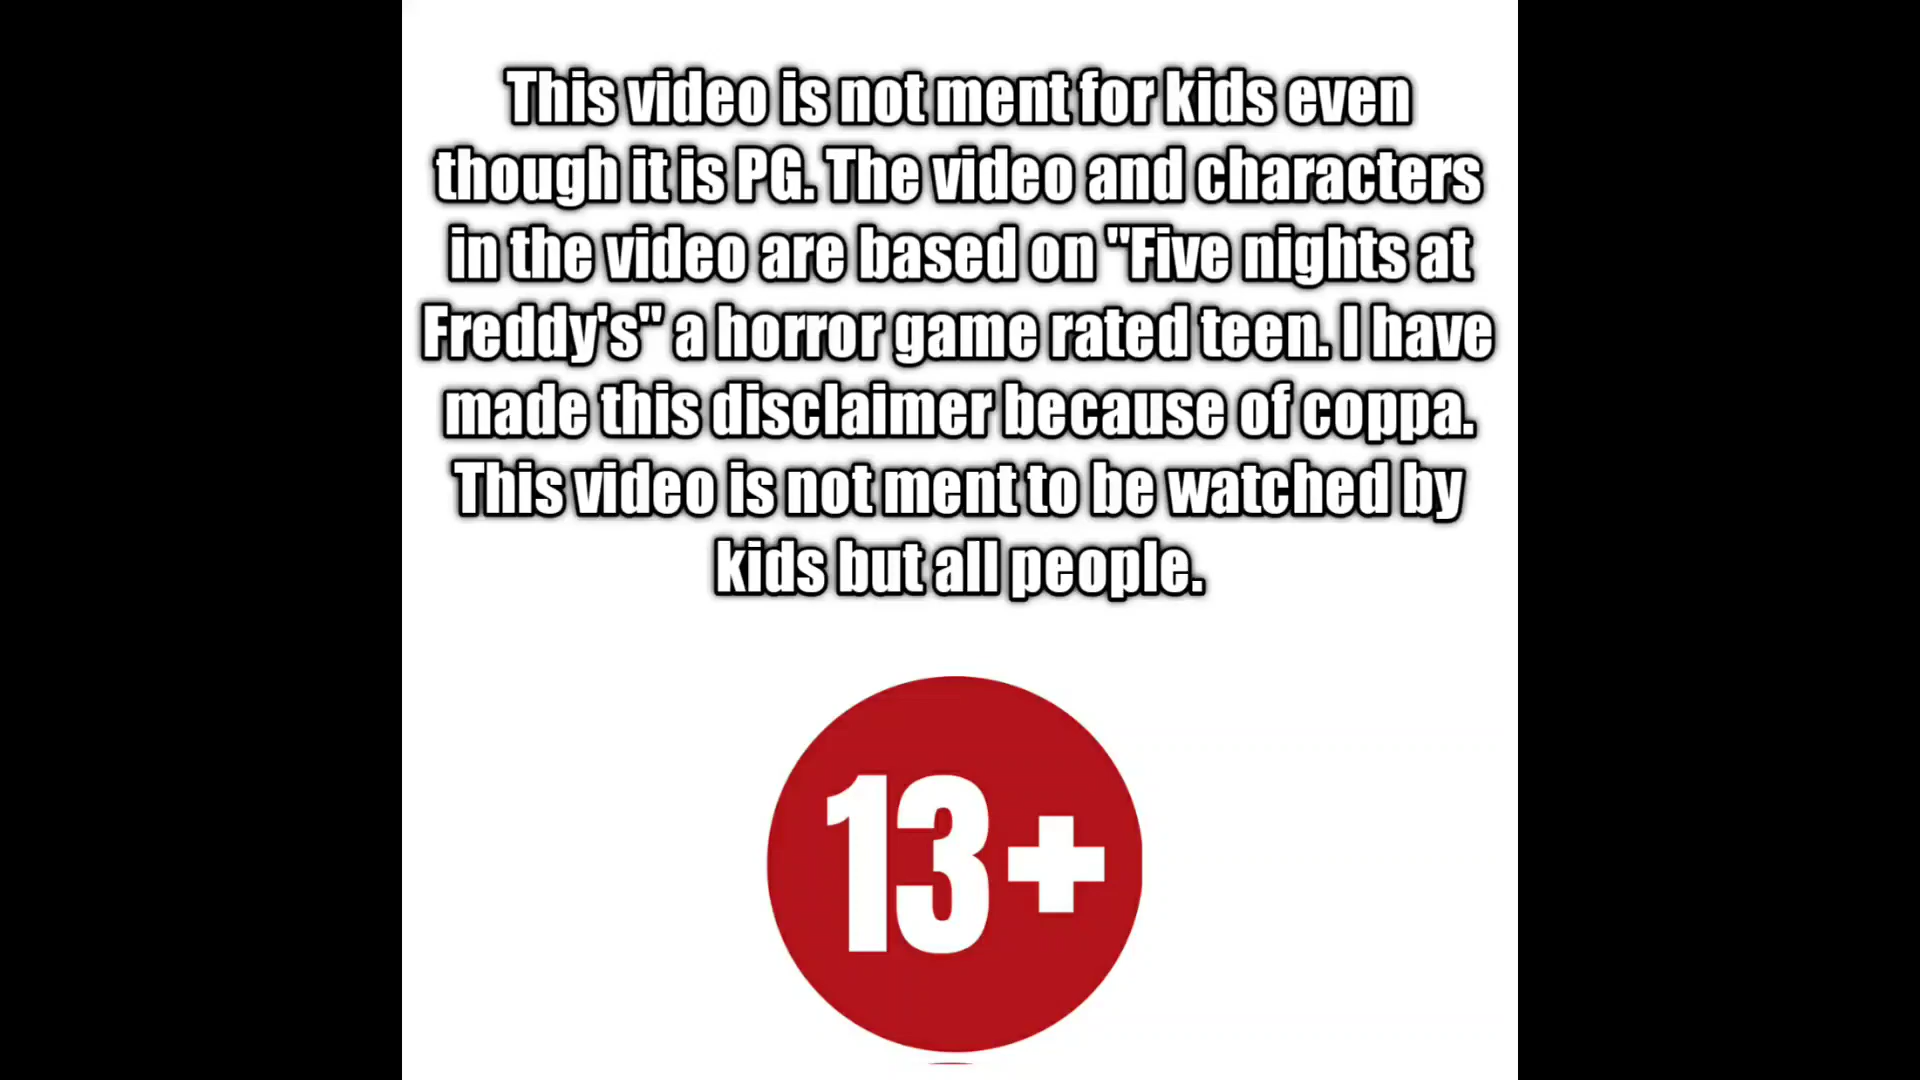 This video is not ment for kids even
though it is PG. The video and characters
in the video are based on "Five nights at
Freddy's" a horror game rated teen. I have
made this disclaimer because of coppa.
This video is not ment to be watched by
kids but all people.
13+